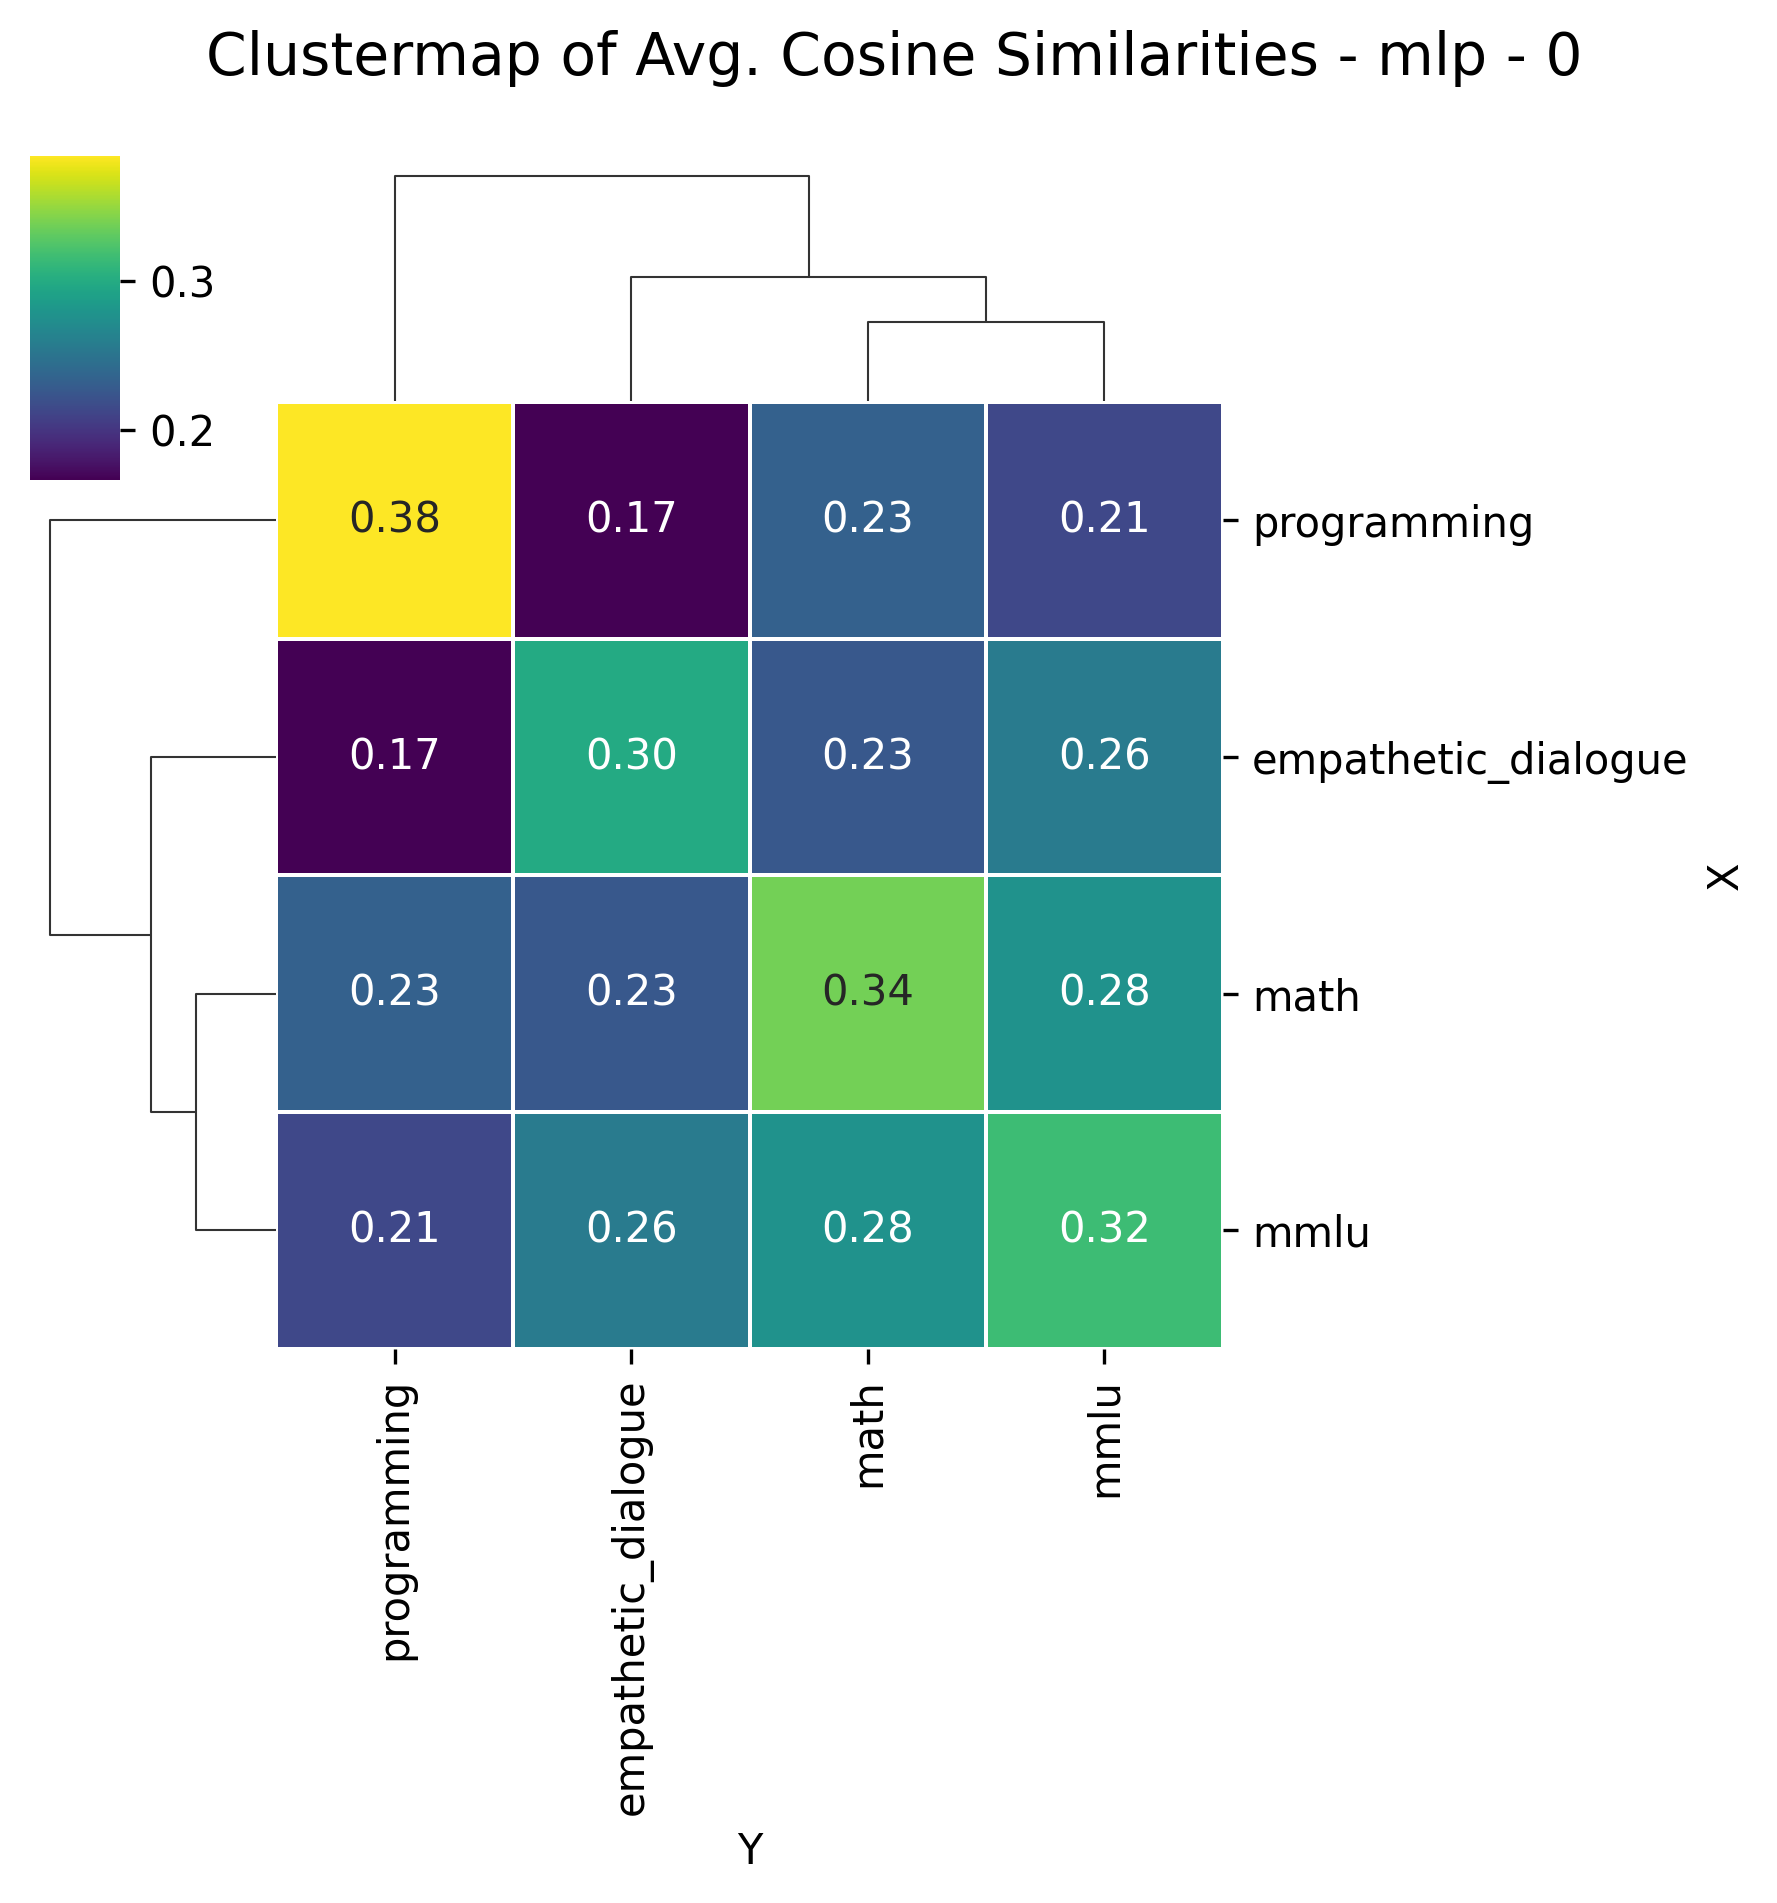 Clustermap of Avg. Cosine Similarities - mlp - 0
0.3
0.2
0.38 0.17 0.23 0.21 programming
0.17 0.30 0.23 0.26 empathetic_dialogue
X
0.23 0.23 0.34 0.28 math
0.21 0.26 0.28 0.32 mmlu
programming
empathetic_dialogue
math
mmlu
Y